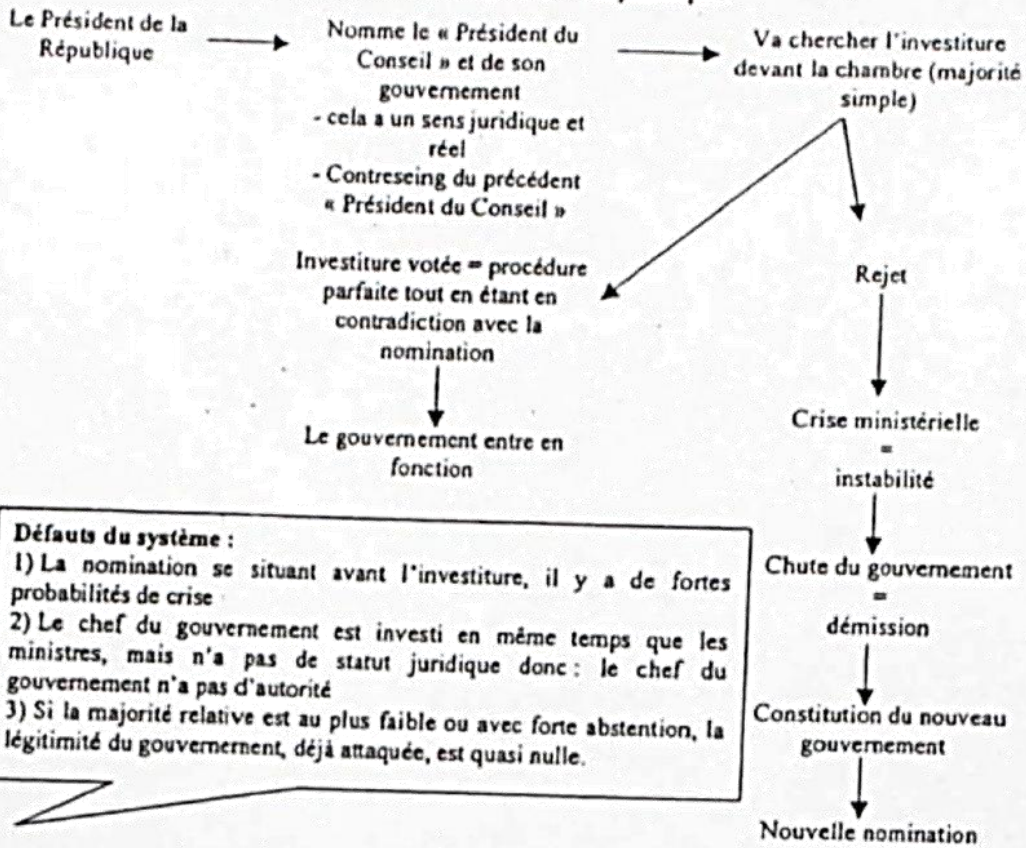 Le Président de la
République
Nomme le « Président du
Conseil » et de son
gouvernement
- cela a un sens juridique et
réel
- Contreseing du précédent
« Président du Conseil »
Va chercher l'investiture
devant la chambre (majorité
simple)
Investiture votée = procédure
parfaite tout en étant en
contradiction avec la
nomination
Le gouvernement entre en
fonction
Rejet
Crise ministérielle
=
instabilité
Chute du gouvernement
=
démission
Constitution du nouveau
gouvernement
Nouvelle nomination
Défauts du système :
1) La nomination se situant avant l'investiture, il y a de fortes
probabilités de crise
2) Le chef du gouvernement est investi en même temps que les
ministres, mais n'a pas de statut juridique donc : le chef du
gouvernement n'a pas d'autorité
3) Si la majorité relative est au plus faible ou avec forte abstention, la
légitimité du gouvernement, déjà attaquée, est quasi nulle.